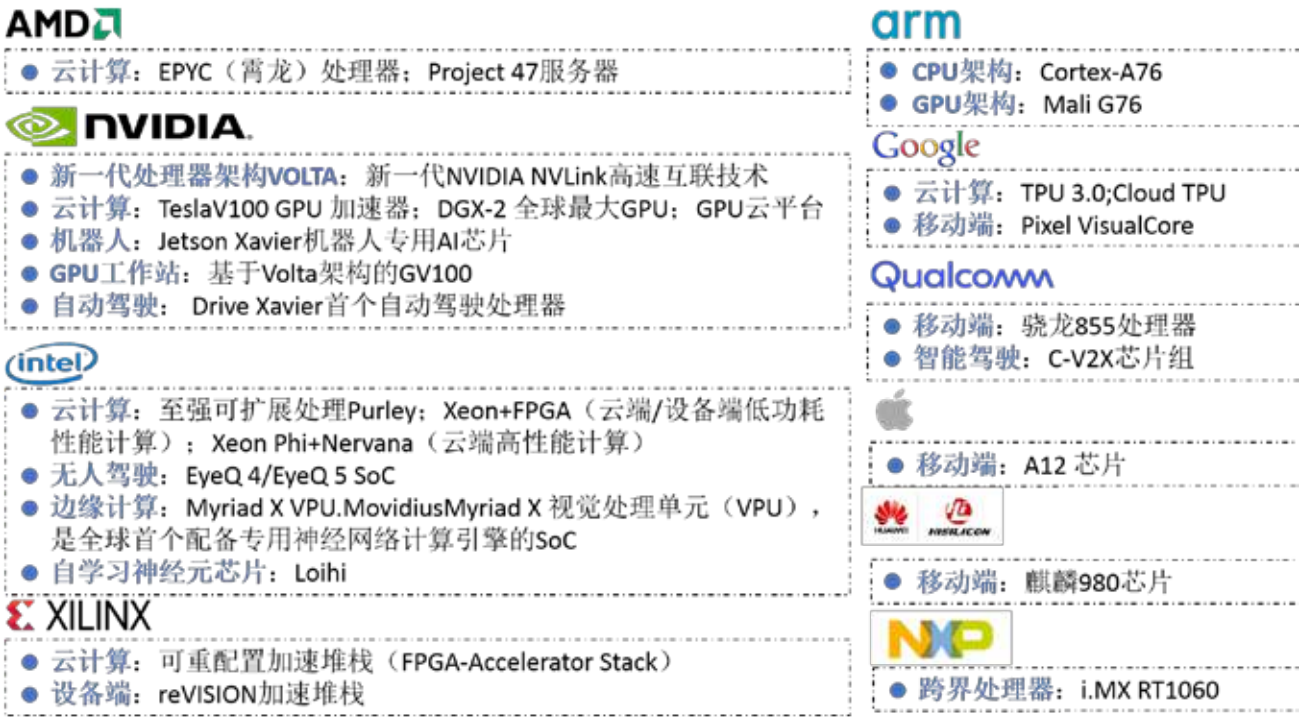 AMD
云计算：EPYC（霄龙）处理器；Project 47服务器
NVIDIA.
新一代处理器架构VOLTA：新一代NVIDIA NVLink高速互联技术
云计算：TeslaV100 GPU 加速器；DGX-2 全球最大GPU；GPU云平台
机器人：Jetson Xavier机器人专用AI芯片
GPU工作站：基于Volta架构的GV100
自动驾驶： Drive Xavier首个自动驾驶处理器
intel
云计算：至强可扩展处理Purley；Xeon+FPGA（云端/设备端低功耗
性能计算）；Xeon Phi+Nervana（云端高性能计算）
无人驾驶：EyeQ 4/EyeQ 5 SoC
边缘计算：Myriad X VPU.MovidiusMyriad X 视觉处理单元（VPU），
是全球首个配备专用神经网络计算引擎的SoC
自学习神经元芯片：Loihi
XILINX
云计算：可重配置加速堆栈（FPGA-Accelerator Stack）
设备端：reVISION加速堆栈
arm
CPU架构：Cortex-A76
GPU架构：Mali G76
Google
云计算：TPU 3.0;Cloud TPU
移动端：Pixel VisualCore
Qualcomm
移动端：骁龙855处理器
智能驾驶：C-V2X芯片组
移动端：A12 芯片
HUAWEI HISILICON
移动端：麒麟980芯片
NXP
跨界处理器：i.MX RT1060